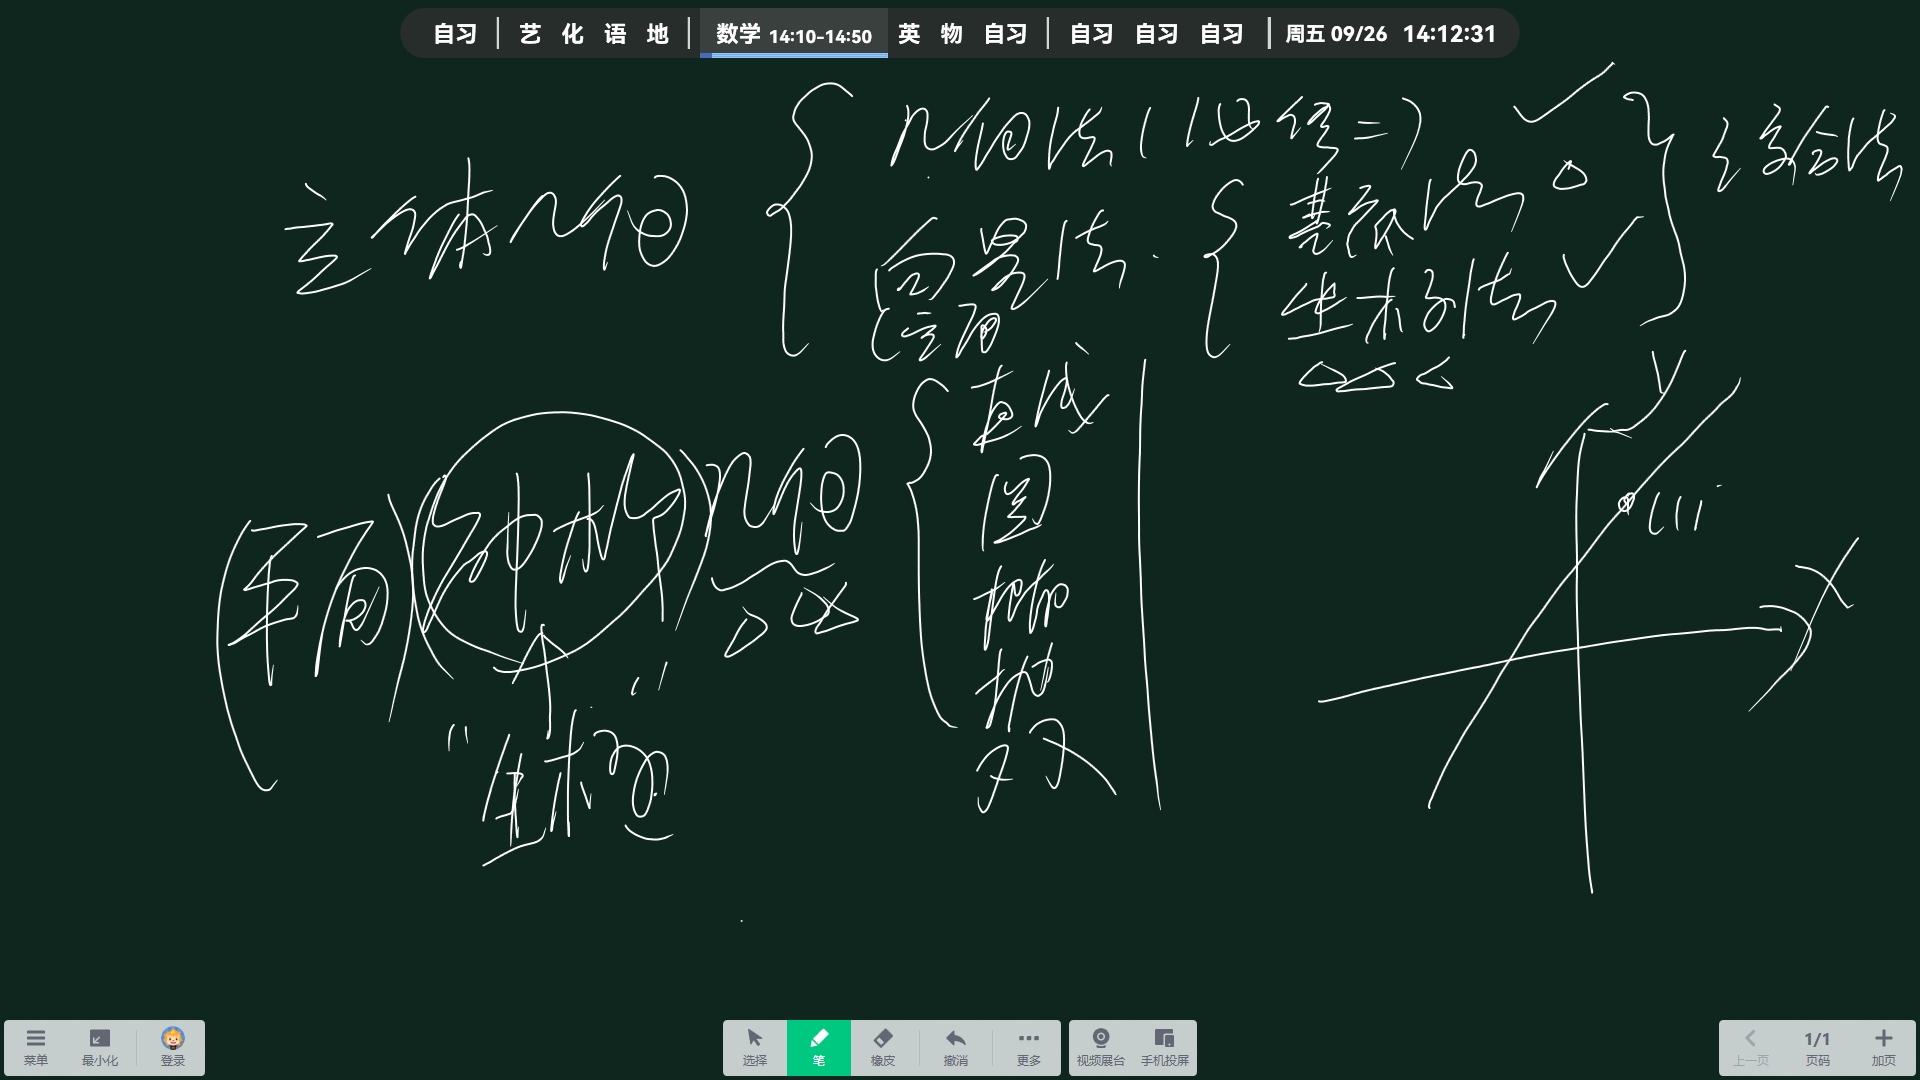 自习 | 艺 化 语 地 | 数学 14:10-14:50 英 物 自习 | 自习 自习 自习 | 周五 09/26 14:12:31
立体几何
几何法(必修二)
向量法
空间
基底法
坐标法
综合法
(平面)(解析)几何
"坐标"
直线
圆
椭
抛
双
y
x
菜单 最小化 登录 选择 笔 橡皮 撤消 更多 视频展台 手机投屏 上一页 1/1 页码 加页